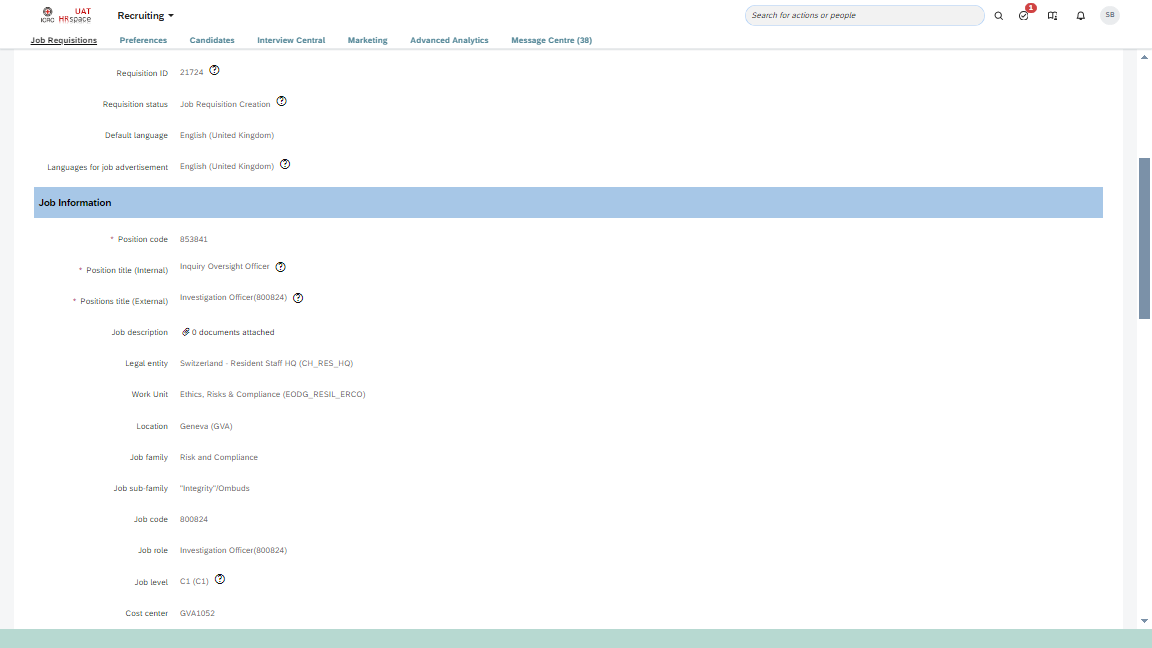 ICRC
UAT
HRspace
Recruiting
Search for actions or people
1
SB
Job Requisitions
Preferences
Candidates
Interview Central
Marketing
Advanced Analytics
Message Centre (38)
Requisition ID 21724
Requisition status Job Requisition Creation
Default language English (United Kingdom)
Languages for job advertisement English (United Kingdom)
Job Information
* Position code 853841
* Position title (Internal) Inquiry Oversight Officer
* Positions title (External) Investigation Officer(800824)
Job description 0 documents attached
Legal entity Switzerland - Resident Staff HQ (CH_RES_HQ)
Work Unit Ethics, Risks & Compliance (EODG_RESIL_ERCO)
Location Geneva (GVA)
Job family Risk and Compliance
Job sub-family "Integrity"/Ombuds
Job code 800824
Job role Investigation Officer(800824)
Job level C1 (C1)
Cost center GVA1052